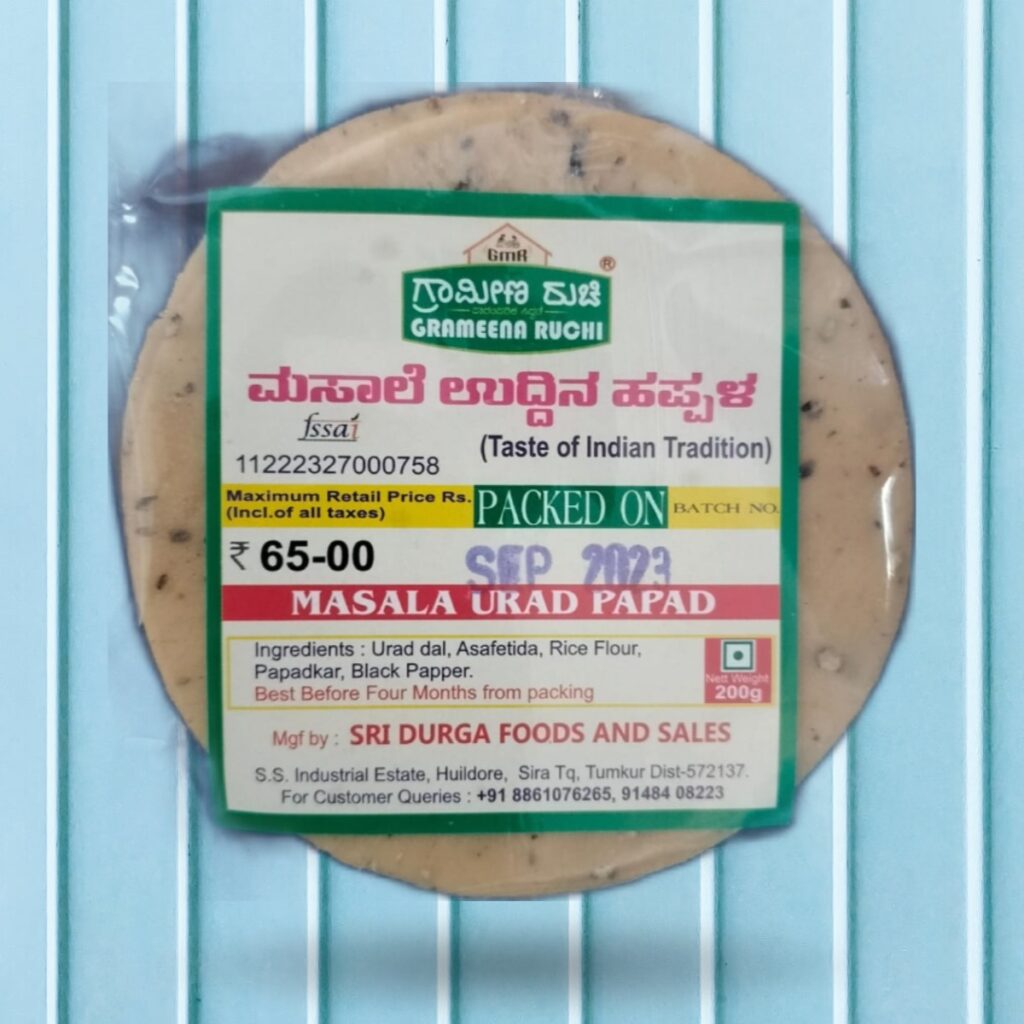 GMR
®
ಗ್ರಾಮೀಣ ರುಚಿ
GRAMEENA RUCHI
ಮಸಾಲೆ ಉದ್ದಿನ ಹಪ್ಪಳ
fssai
(Taste of Indian Tradition)
11222327000758
Maximum Retail Price Rs.
(Incl.of all taxes)
PACKED ON
BATCH NO.
₹ 65-00
SEP 2023
MASALA URAD PAPAD
Ingredients : Urad dal, Asafetida, Rice Flour,
Papadkar, Black Papper.
Best Before Four Months from packing
Nett Weight
200g
Mgf by : SRI DURGA FOODS AND SALES
S.S. Industrial Estate, Huildore, Sira Tq, Tumkur Dist-572137.
For Customer Queries : +91 8861076265, 91484 08223